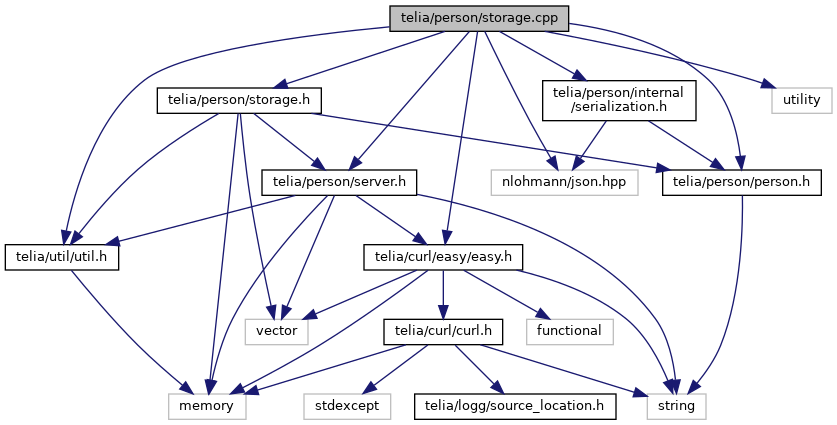 telia/person/storage.cpp
telia/person/storage.h
telia/person/internal
/serialization.h
utility
telia/person/server.h
nlohmann/json.hpp
telia/person/person.h
telia/util/util.h
telia/curl/easy/easy.h
vector
telia/curl/curl.h
functional
memory
stdexcept
telia/logg/source_location.h
string